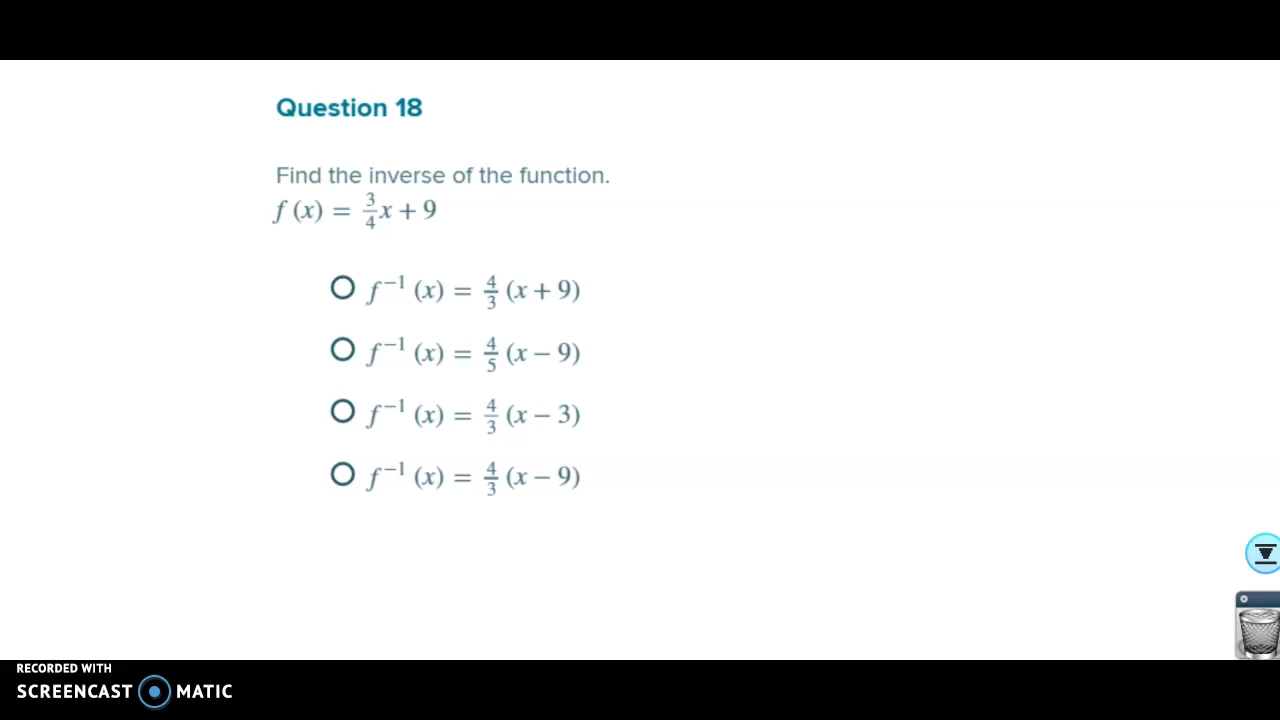 Question 18
Find the inverse of the function.
f (x) = 3/4 x + 9
f⁻¹ (x) = 4/3 (x + 9)
f⁻¹ (x) = 4/5 (x − 9)
f⁻¹ (x) = 4/3 (x − 3)
f⁻¹ (x) = 4/3 (x − 9)
RECORDED WITH
SCREENCAST MATIC